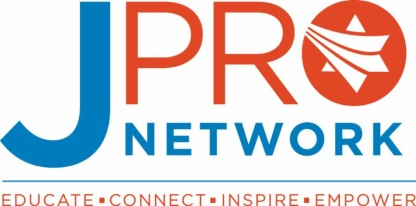 JPRO
NETWORK
EDUCATE ▪ CONNECT ▪ INSPIRE ▪ EMPOWER